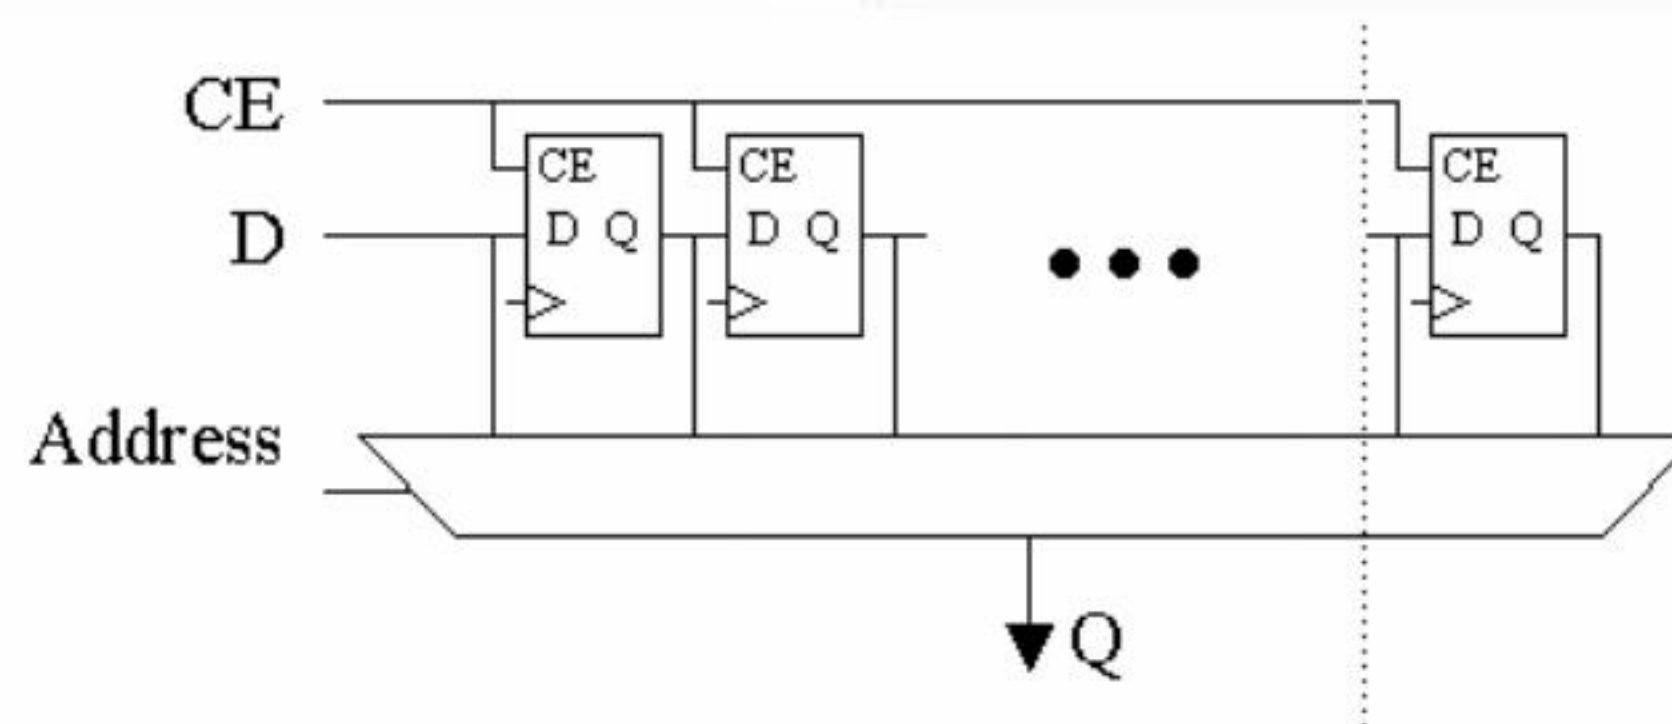 CE
CE CE CE
D
D Q D Q D Q
Address
Q